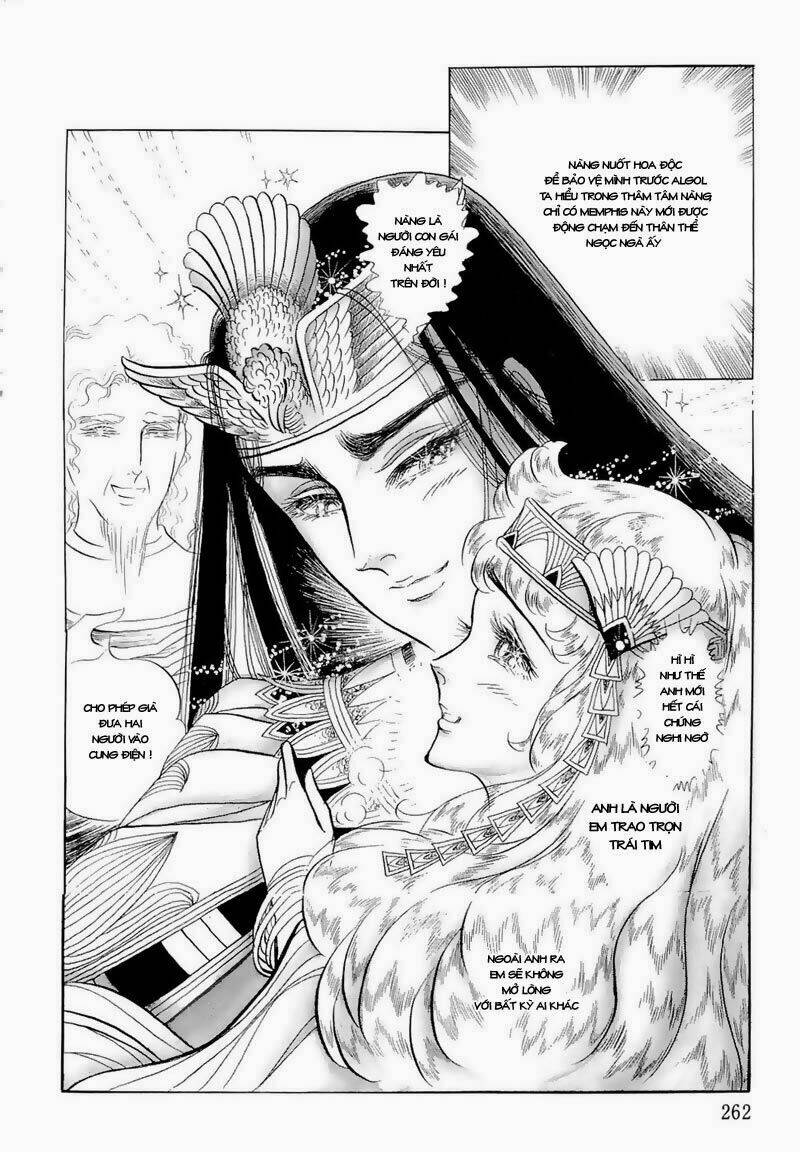 NÀNG NUỐT HOA ĐỘC
ĐỂ BẢO VỆ MÌNH TRƯỚC ALGOL
TA HIỂU TRONG THÂM TÂM NÀNG,
CHỈ CÓ MEMPHIS NÀY MỚI ĐƯỢC
ĐỘNG CHẠM ĐẾN THÂN THỂ
NGỌC NGÀ ẤY
NÀNG LÀ
NGƯỜI CON GÁI
ĐÁNG YÊU
NHẤT
TRÊN ĐỜI !
HỈ HỈ
NHƯ THẾ
ANH MỚI
HẾT CÁI
CHỨNG
NGHI NGỜ
CHO PHÉP GIÀ
ĐƯA HAI
NGƯỜI VÀO
CUNG ĐIỆN !
ANH LÀ NGƯỜI
EM TRAO TRỌN
TRÁI TIM
NGOÀI ANH RA
EM SẼ KHÔNG
MỞ LÒNG
VỚI BẤT KỲ AI KHÁC
262